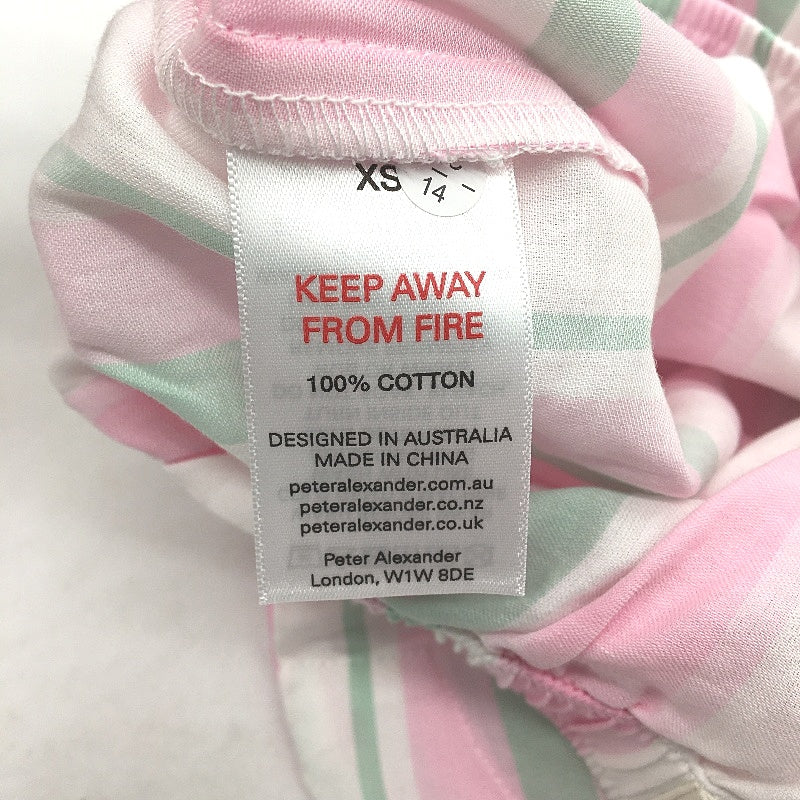 XS
14
KEEP AWAY
FROM FIRE
100% COTTON
DESIGNED IN AUSTRALIA
MADE IN CHINA
peteralexander.com.au
peteralexander.co.nz
peteralexander.co.uk
Peter Alexander
London, W1W 8DE